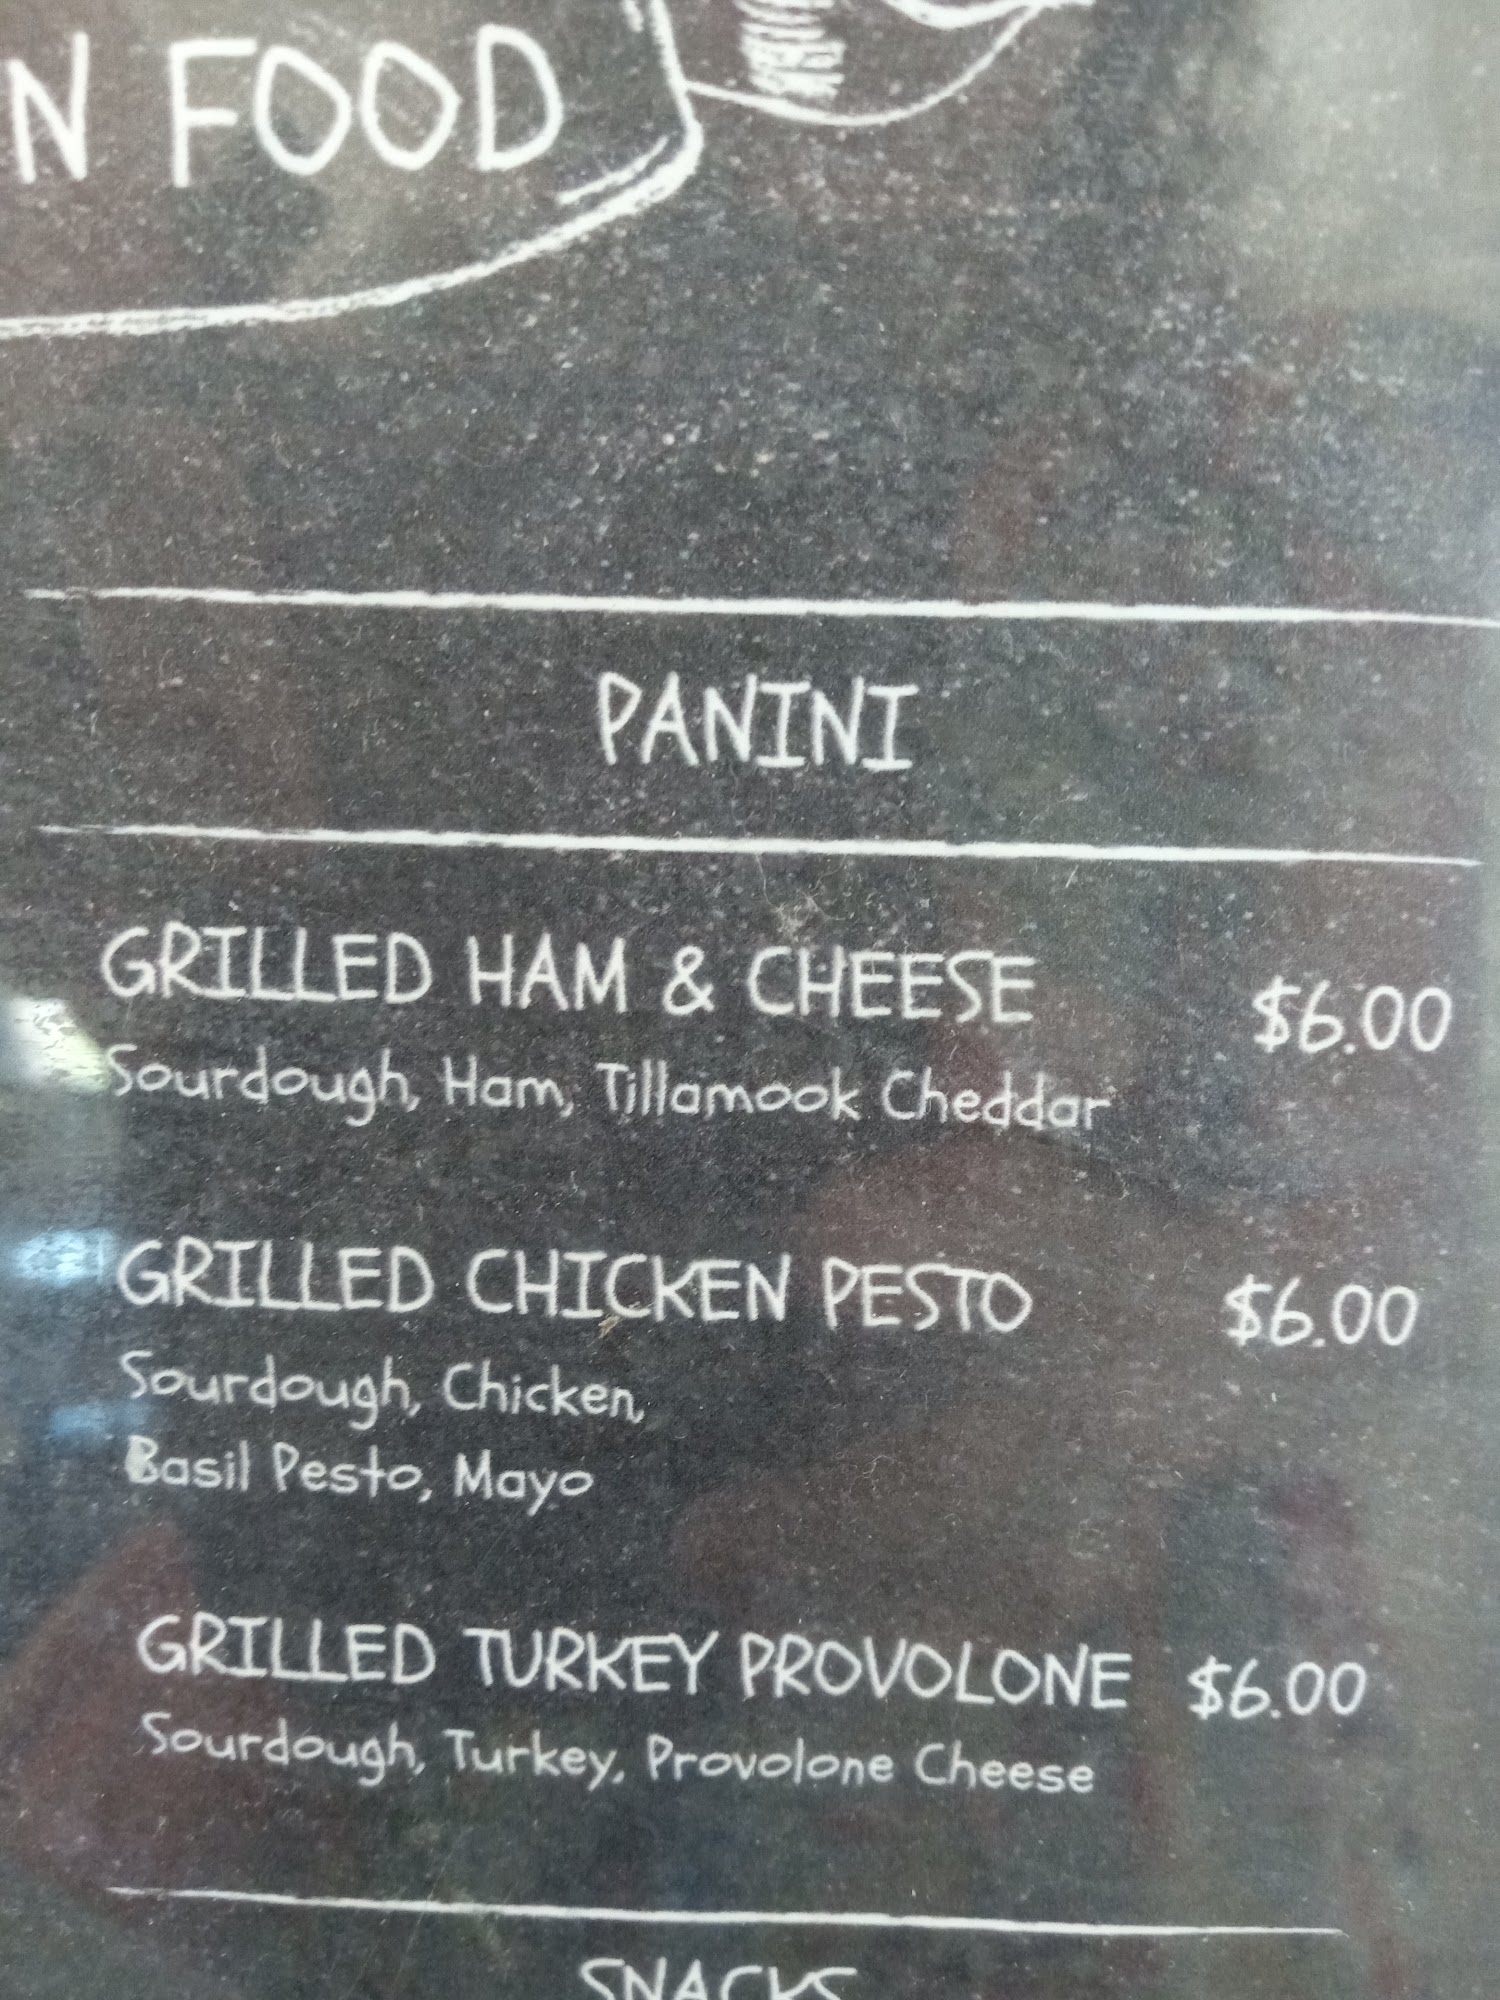 N FOOD
PANINI
GRILLED HAM & CHEESE $6.00
Sourdough, Ham, Tillamook Cheddar
GRILLED CHICKEN PESTO $6.00
Sourdough, Chicken,
Basil Pesto, Mayo
GRILLED TURKEY PROVOLONE $6.00
Sourdough, Turkey, Provolone Cheese
SNACKS